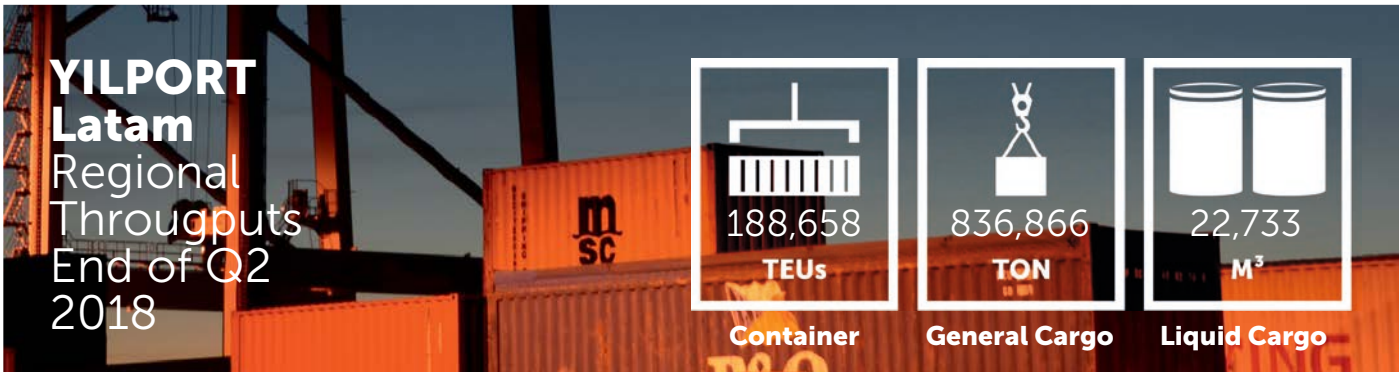 YILPORT
Latam
Regional
Througputs
End of Q2
2018
m
SC
188,658
TEUs
Container
836,866
TON
General Cargo
22,733
M³
Liquid Cargo
P&O